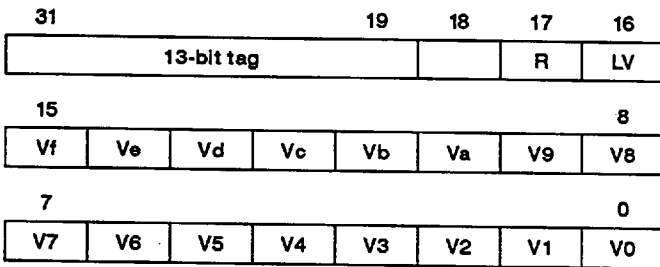 31 19 18 17 16
13-bit tag R LV
15 8
Vf Ve Vd Vc Vb Va V9 V8
7 0
V7 V6 V5 V4 V3 V2 V1 V0